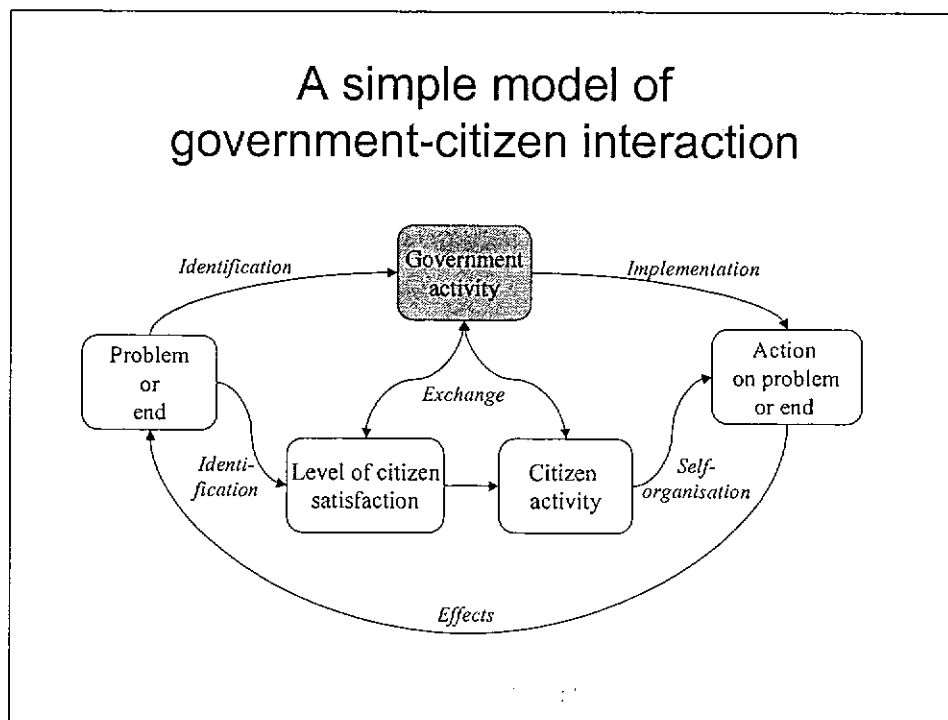 A simple model of
government-citizen interaction
Identification
Government
activity
Implementation
Problem
or
end
Exchange
Action
on problem
or end
Identi-
fication
Level of citizen
satisfaction
Citizen
activity
Self-
organisation
Effects